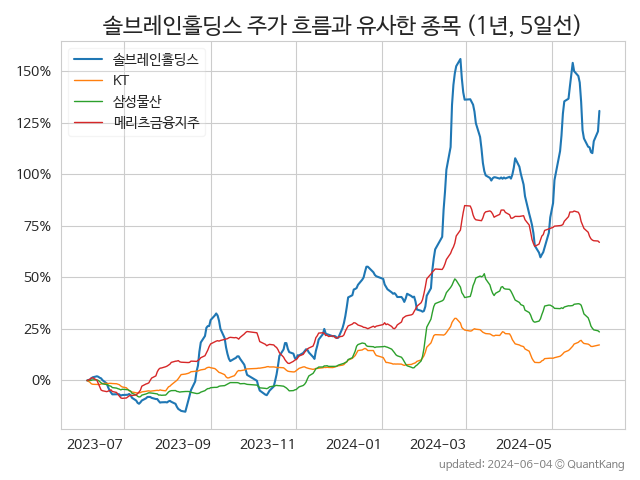 솔브레인홀딩스 주가 흐름과 유사한 종목 (1년, 5일선)
솔브레인홀딩스
KT
삼성물산
메리츠금융지주
150%
125%
100%
75%
50%
25%
0%
2023-07
2023-09
2023-11
2024-01
2024-03
2024-05
updated: 2024-06-04 © QuantKang